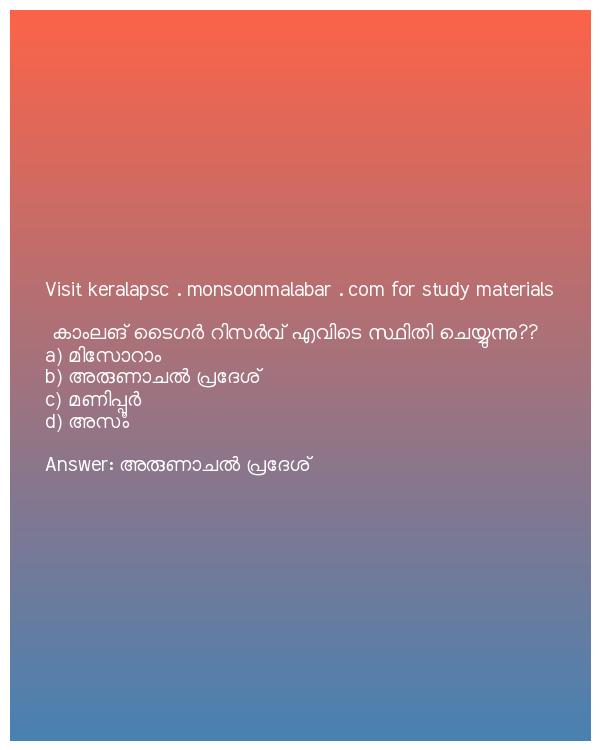 Visit keralapsc . monsoonmalabar . com for study materials
കാംലങ് ടൈഗർ റിസർവ് എവിടെ സ്ഥിതി ചെയ്യുന്നു??
a) മിസോറാം
b) അരുണാചൽ പ്രദേശ്
c) മണിപ്പൂർ
d) അസം
Answer: അരുണാചൽ പ്രദേശ്